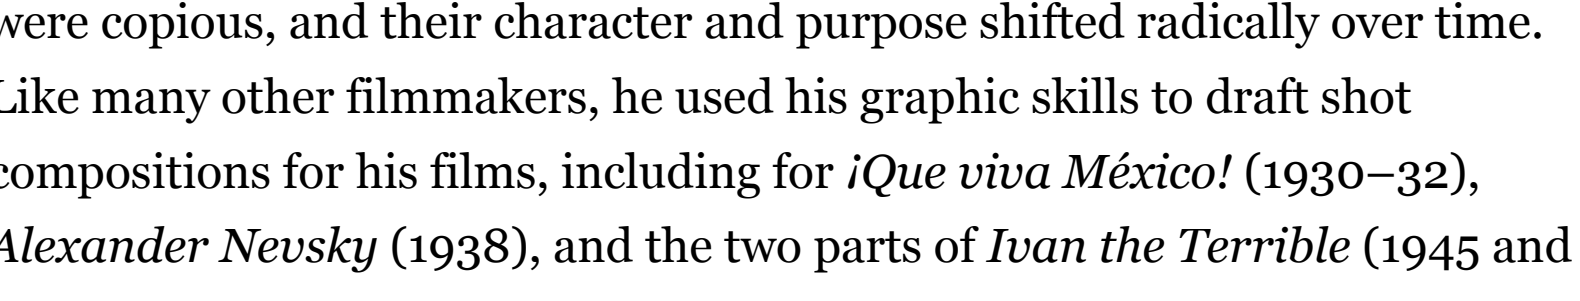 were copious, and their character and purpose shifted radically over time.
Like many other filmmakers, he used his graphic skills to draft shot
compositions for his films, including for ¡Que viva México! (1930–32),
Alexander Nevsky (1938), and the two parts of Ivan the Terrible (1945 and